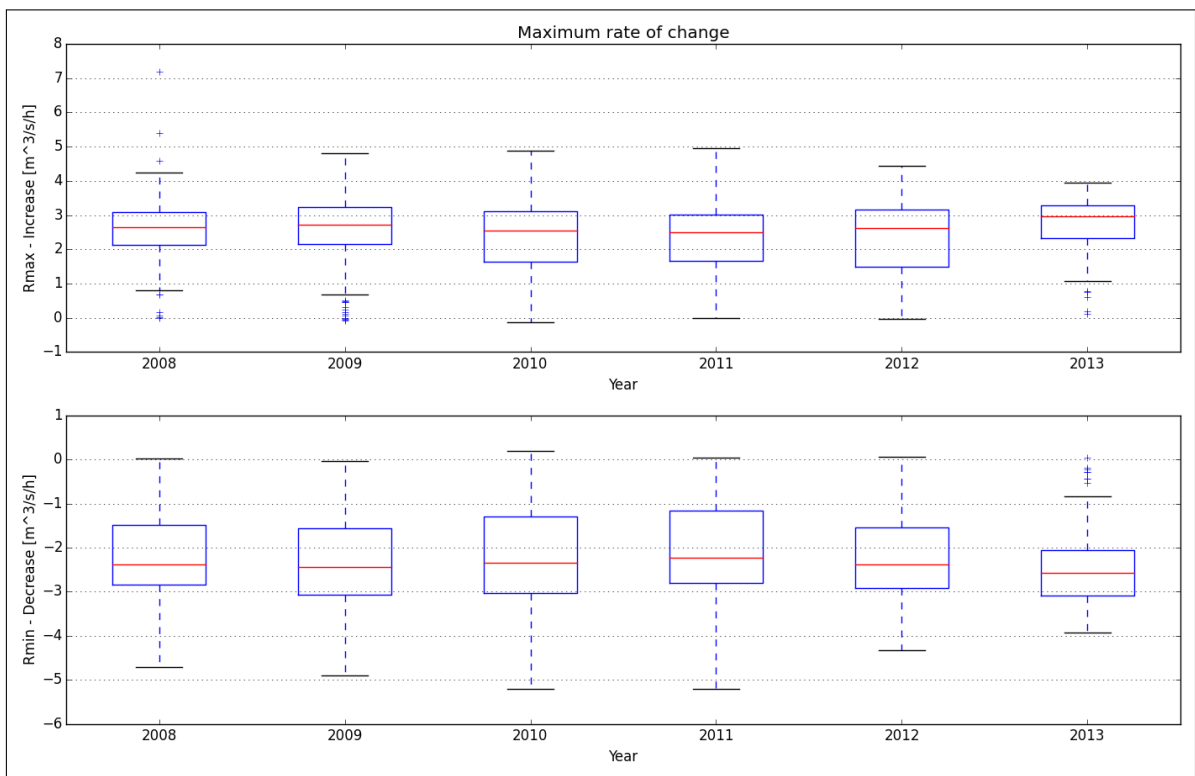 Maximum rate of change
Rmax - Increase [m^3/s/h]
8
7
6
5
4
3
2
1
0
−1
2008 2009 2010 2011 2012 2013
Year
Rmin - Decrease [m^3/s/h]
1
0
−1
−2
−3
−4
−5
−6
2008 2009 2010 2011 2012 2013
Year